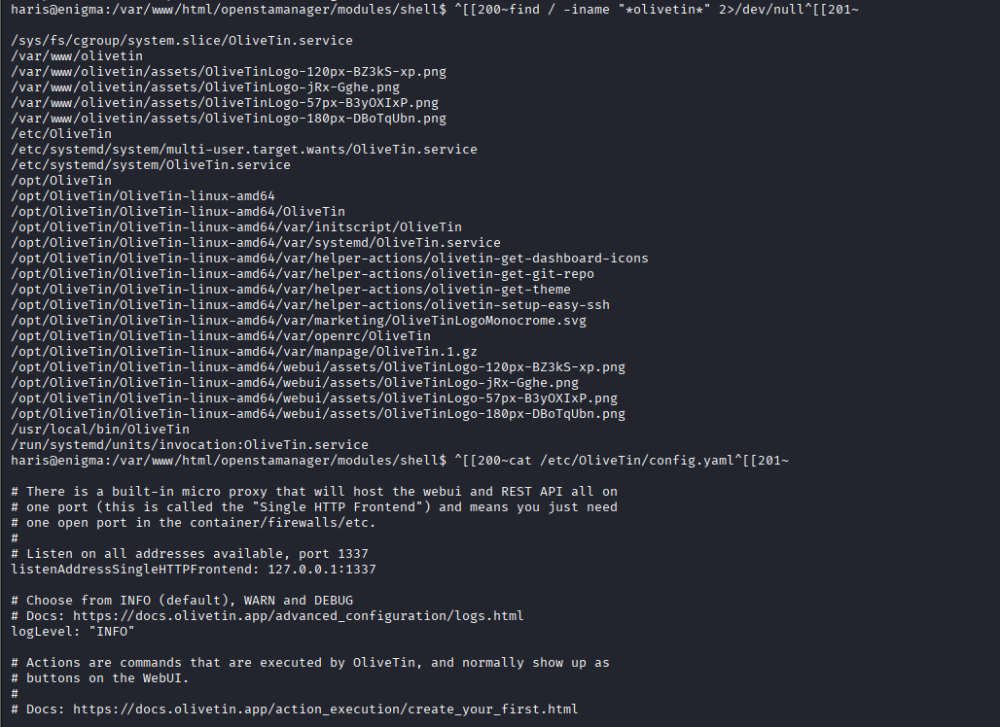 haris@enigma:/var/www/html/openstamanager/modules/shell$ ^[[200~find / -iname "*olivetin*" 2>/dev/null^[[201~
/sys/fs/cgroup/system.slice/OliveTin.service
/var/www/olivetin
/var/www/olivetin/assets/OliveTinLogo-120px-BZ3kS-xp.png
/var/www/olivetin/assets/OliveTinLogo-jRx-Gghe.png
/var/www/olivetin/assets/OliveTinLogo-57px-B3yOXIxP.png
/var/www/olivetin/assets/OliveTinLogo-180px-DBoTqUbn.png
/etc/OliveTin
/etc/systemd/system/multi-user.target.wants/OliveTin.service
/etc/systemd/system/OliveTin.service
/opt/OliveTin
/opt/OliveTin/OliveTin-linux-amd64
/opt/OliveTin/OliveTin-linux-amd64/OliveTin
/opt/OliveTin/OliveTin-linux-amd64/var/initscript/OliveTin
/opt/OliveTin/OliveTin-linux-amd64/var/systemd/OliveTin.service
/opt/OliveTin/OliveTin-linux-amd64/var/helper-actions/olivetin-get-dashboard-icons
/opt/OliveTin/OliveTin-linux-amd64/var/helper-actions/olivetin-get-git-repo
/opt/OliveTin/OliveTin-linux-amd64/var/helper-actions/olivetin-get-theme
/opt/OliveTin/OliveTin-linux-amd64/var/helper-actions/olivetin-setup-easy-ssh
/opt/OliveTin/OliveTin-linux-amd64/var/marketing/OliveTinLogoMonocrome.svg
/opt/OliveTin/OliveTin-linux-amd64/var/openrc/OliveTin
/opt/OliveTin/OliveTin-linux-amd64/var/manpage/OliveTin.1.gz
/opt/OliveTin/OliveTin-linux-amd64/webui/assets/OliveTinLogo-120px-BZ3kS-xp.png
/opt/OliveTin/OliveTin-linux-amd64/webui/assets/OliveTinLogo-jRx-Gghe.png
/opt/OliveTin/OliveTin-linux-amd64/webui/assets/OliveTinLogo-57px-B3yOXIxP.png
/opt/OliveTin/OliveTin-linux-amd64/webui/assets/OliveTinLogo-180px-DBoTqUbn.png
/usr/local/bin/OliveTin
/run/systemd/units/invocation:OliveTin.service
haris@enigma:/var/www/html/openstamanager/modules/shell$ ^[[200~cat /etc/OliveTin/config.yaml^[[201~
# There is a built-in micro proxy that will host the webui and REST API all on
# one port (this is called the "Single HTTP Frontend") and means you just need
# one open port in the container/firewalls/etc.
#
# Listen on all addresses available, port 1337
listenAddressSingleHTTPFrontend: 127.0.0.1:1337
# Choose from INFO (default), WARN and DEBUG
# Docs: https://docs.olivetin.app/advanced_configuration/logs.html
logLevel: "INFO"
# Actions are commands that are executed by OliveTin, and normally show up as
# buttons on the WebUI.
#
# Docs: https://docs.olivetin.app/action_execution/create_your_first.html